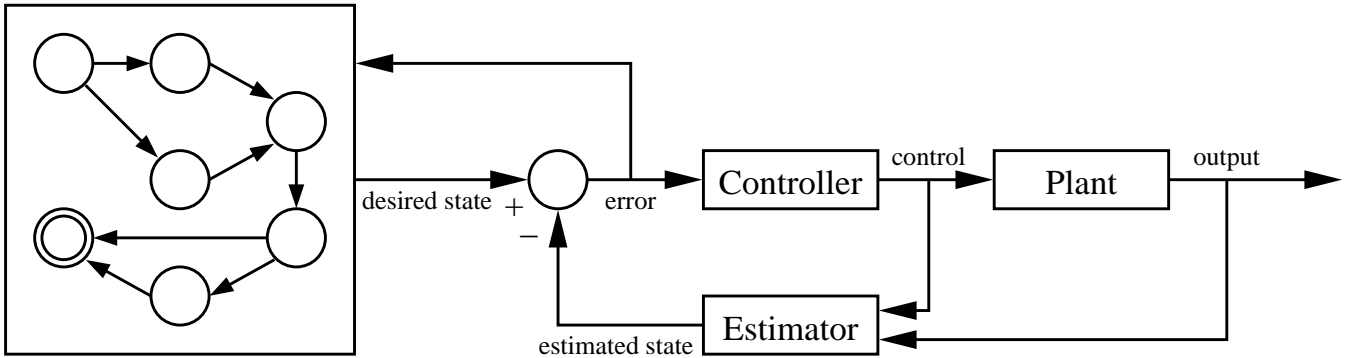 control
output
Controller
Plant
desired state
+
error
−
Estimator
estimated state